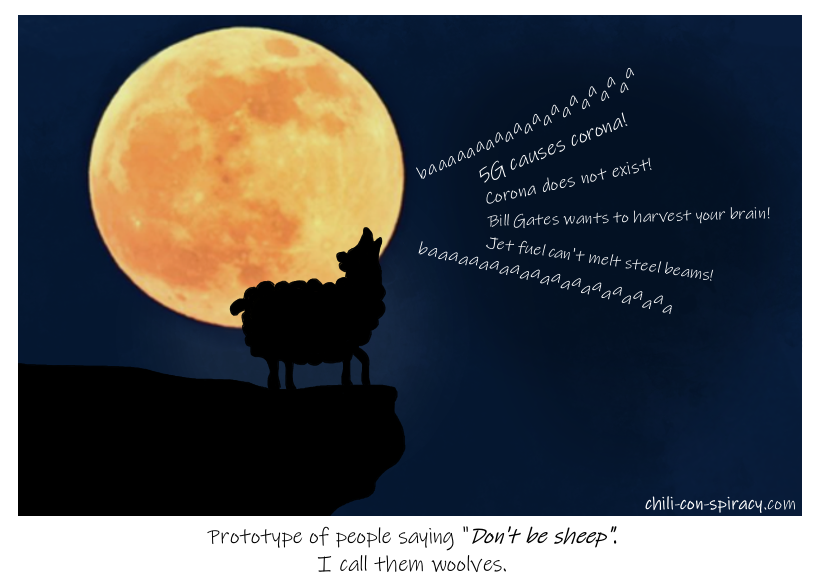 baaaaaaaaaaaaaaaaaaaaaa
5G causes corona!
Corona does not exist!
Bill Gates wants to harvest your brain!
Jet fuel can't melt steel beams!
baaaaaaaaaaaaaaaaaaaaaaa
chili-con-spiracy.com
Prototype of people saying "Don't be sheep".
I call them woolves.